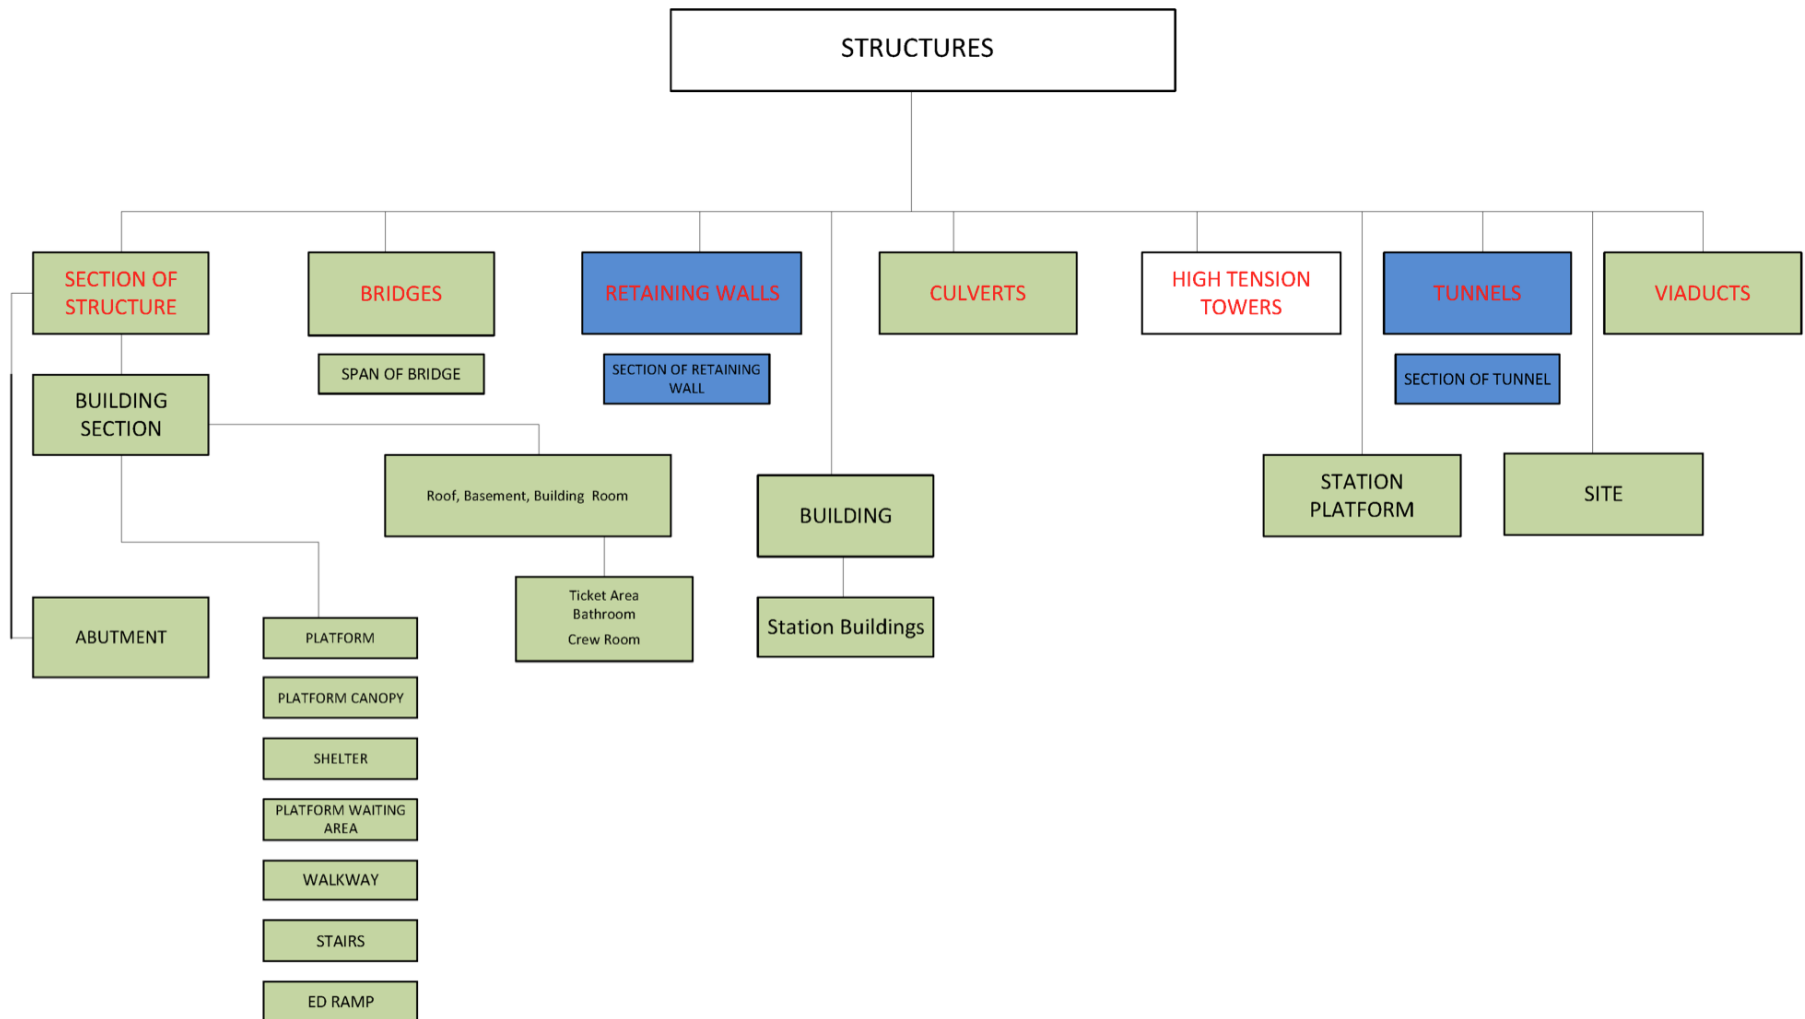 STRUCTURES
SECTION OF
STRUCTURE
BRIDGES
RETAINING WALLS
CULVERTS
HIGH TENSION
TOWERS
TUNNELS
VIADUCTS
SPAN OF BRIDGE
SECTION OF RETAINING
WALL
SECTION OF TUNNEL
BUILDING
SECTION
Roof, Basement, Building Room
BUILDING
STATION
PLATFORM
SITE
Ticket Area
Bathroom
Crew Room
Station Buildings
ABUTMENT
PLATFORM
PLATFORM CANOPY
SHELTER
PLATFORM WAITING
AREA
WALKWAY
STAIRS
ED RAMP